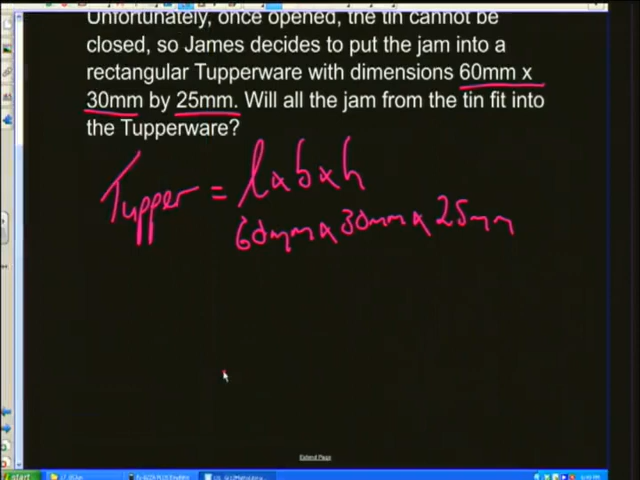 Unfortunately, once opened, the tin cannot be
closed, so James decides to put the jam into a
rectangular Tupperware with dimensions 60mm x
30mm by 25mm. Will all the jam from the tin fit into
the Tupperware?
Tupper = l x b x h
60mm x 30mm x 25mm
Extend Page
start